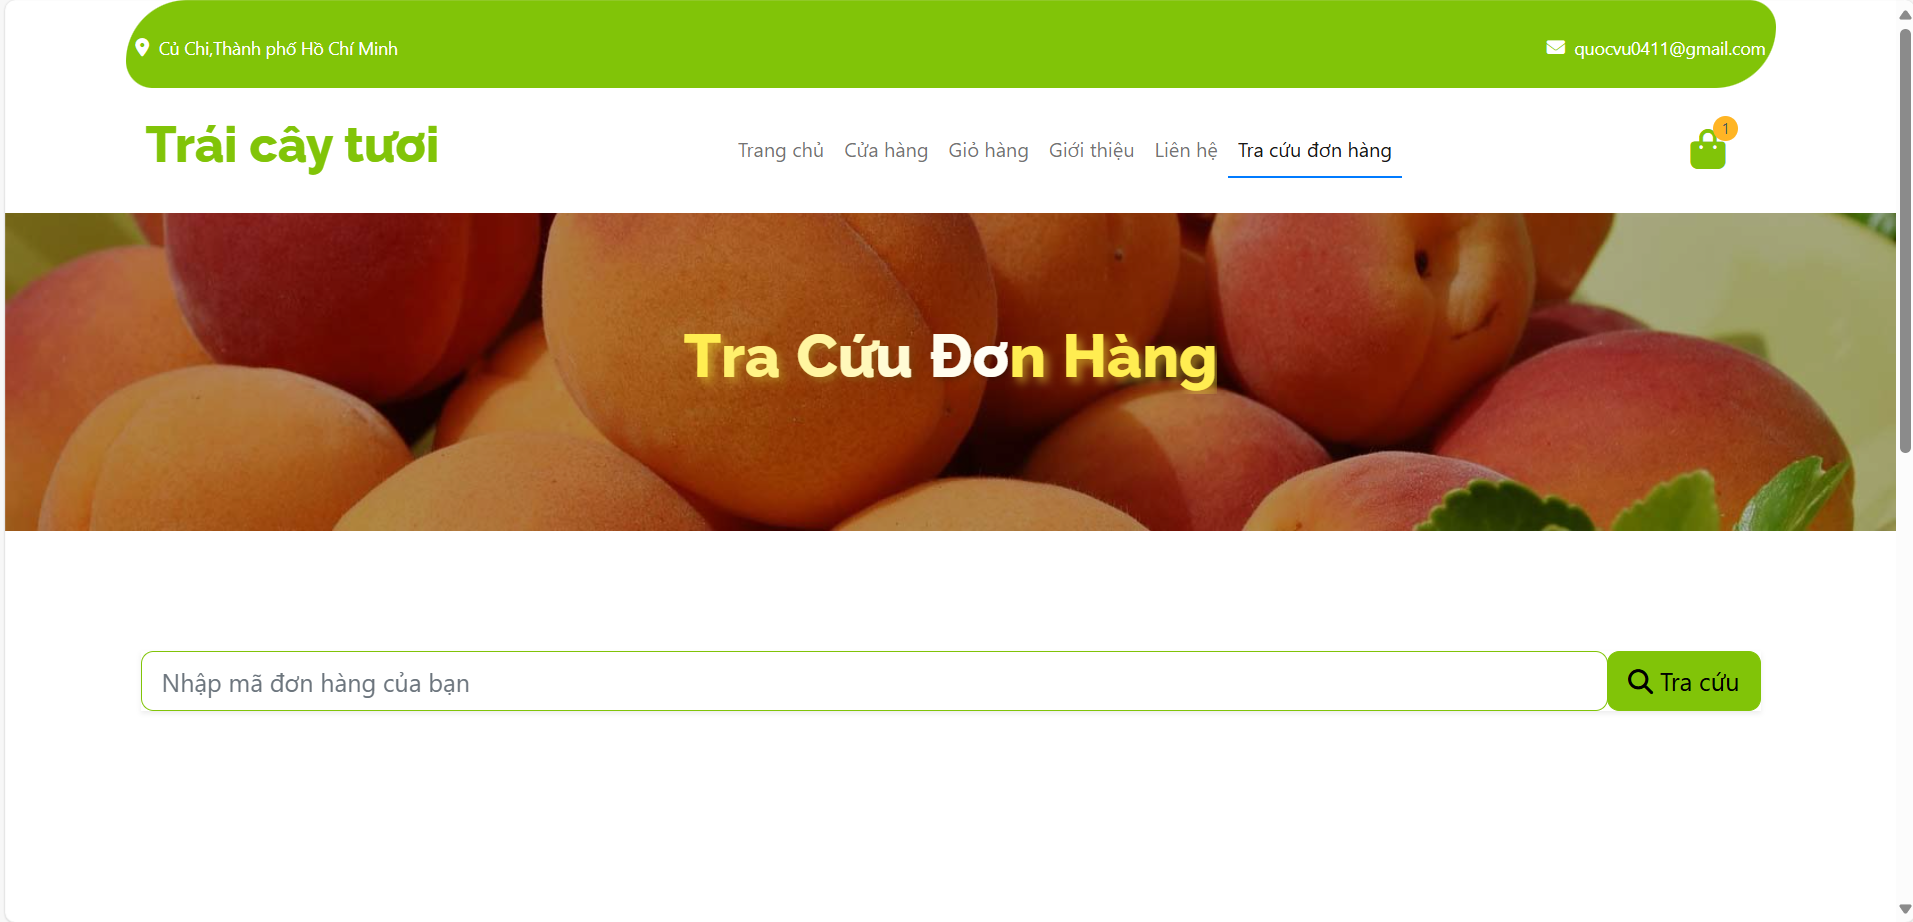 Củ Chi,Thành phố Hồ Chí Minh
quocvu0411@gmail.com
Trái cây tươi
Trang chủ Cửa hàng Giỏ hàng Giới thiệu Liên hệ Tra cứu đơn hàng
1
Tra Cứu Đơn Hàng
Nhập mã đơn hàng của bạn
Tra cứu